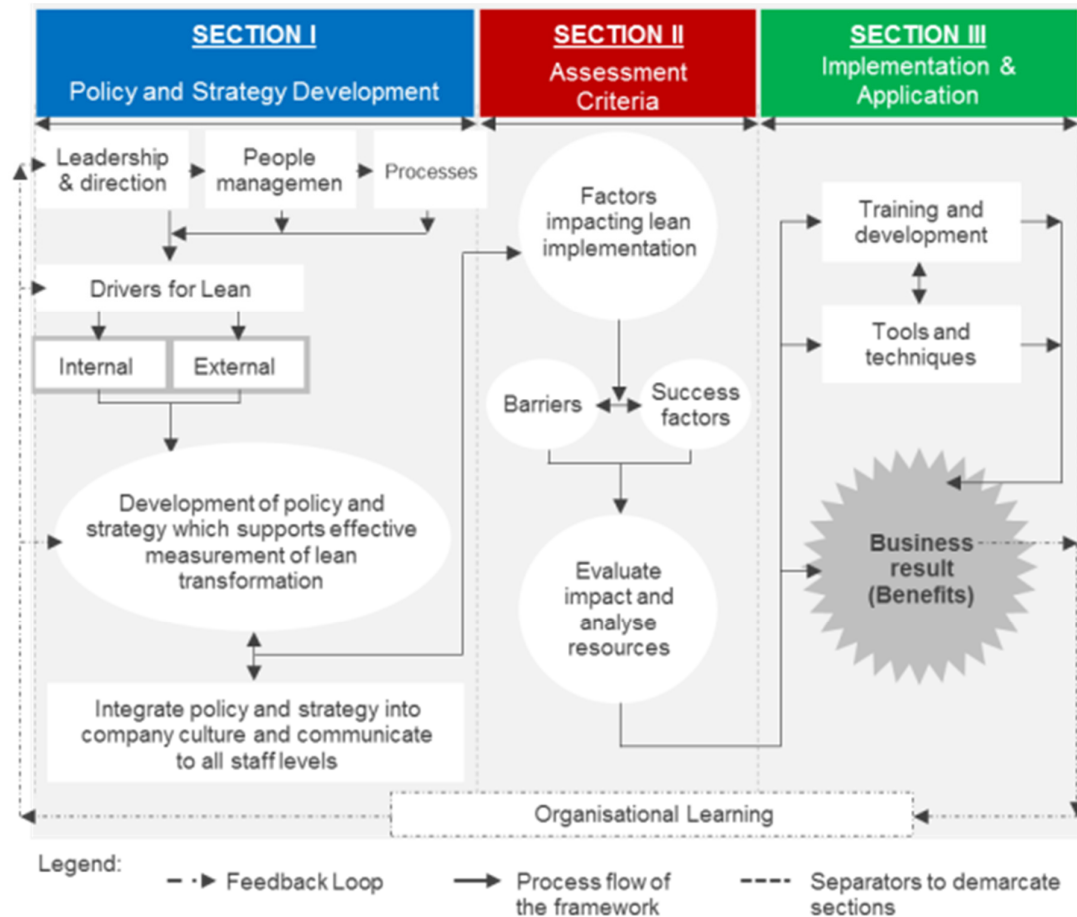 SECTION I
Policy and Strategy Development
SECTION II
Assessment
Criteria
SECTION III
Implementation &
Application
Leadership
& direction
People
managemen
Processes
Drivers for Lean
Internal
External
Development of policy and
strategy which supports effective
measurement of lean
transformation
Integrate policy and strategy into
company culture and communicate
to all staff levels
Factors
impacting lean
implementation
Barriers
Success
factors
Evaluate
impact and
analyse
resources
Training and
development
Tools and
techniques
Business
result
(Benefits)
Organisational Learning
Legend:
Feedback Loop
Process flow of
the framework
Separators to demarcate
sections